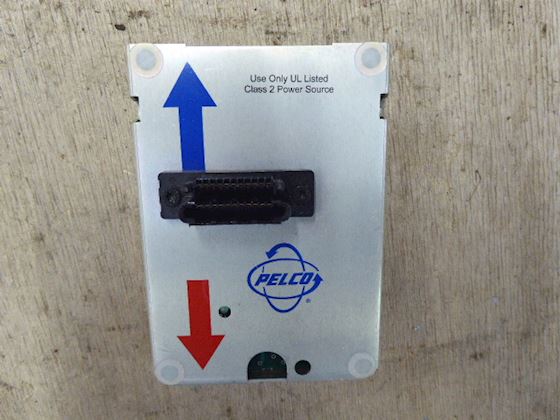 Use Only UL Listed
Class 2 Power Source
PELCO®